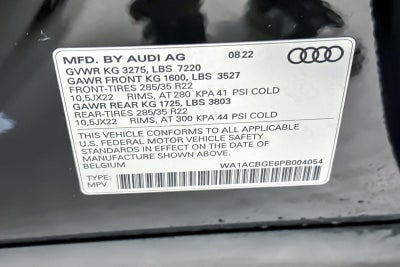 MFD. BY AUDI AG 08 22
GVWR KG 3275, LBS 7220
GAWR FRONT KG 1600, LBS 3527
FRONT-TIRES 285/35 R22
10,5JX22 RIMS, AT 280 KPA 41 PSI COLD
GAWR REAR KG 1725, LBS 3803
REAR-TIRES 285/35 R22
10,5JX22 RIMS, AT 300 KPA 44 PSI COLD
THIS VEHICLE CONFORMS TO ALL APPLICABLE
U.S. FEDERAL MOTOR VEHICLE SAFETY
STANDARDS IN EFFECT ON THE DATE OF
MANUFACTURE SHOWN ABOVE.
BELGIUM WA1ACBGE6PB004054
TYPE:
MPV